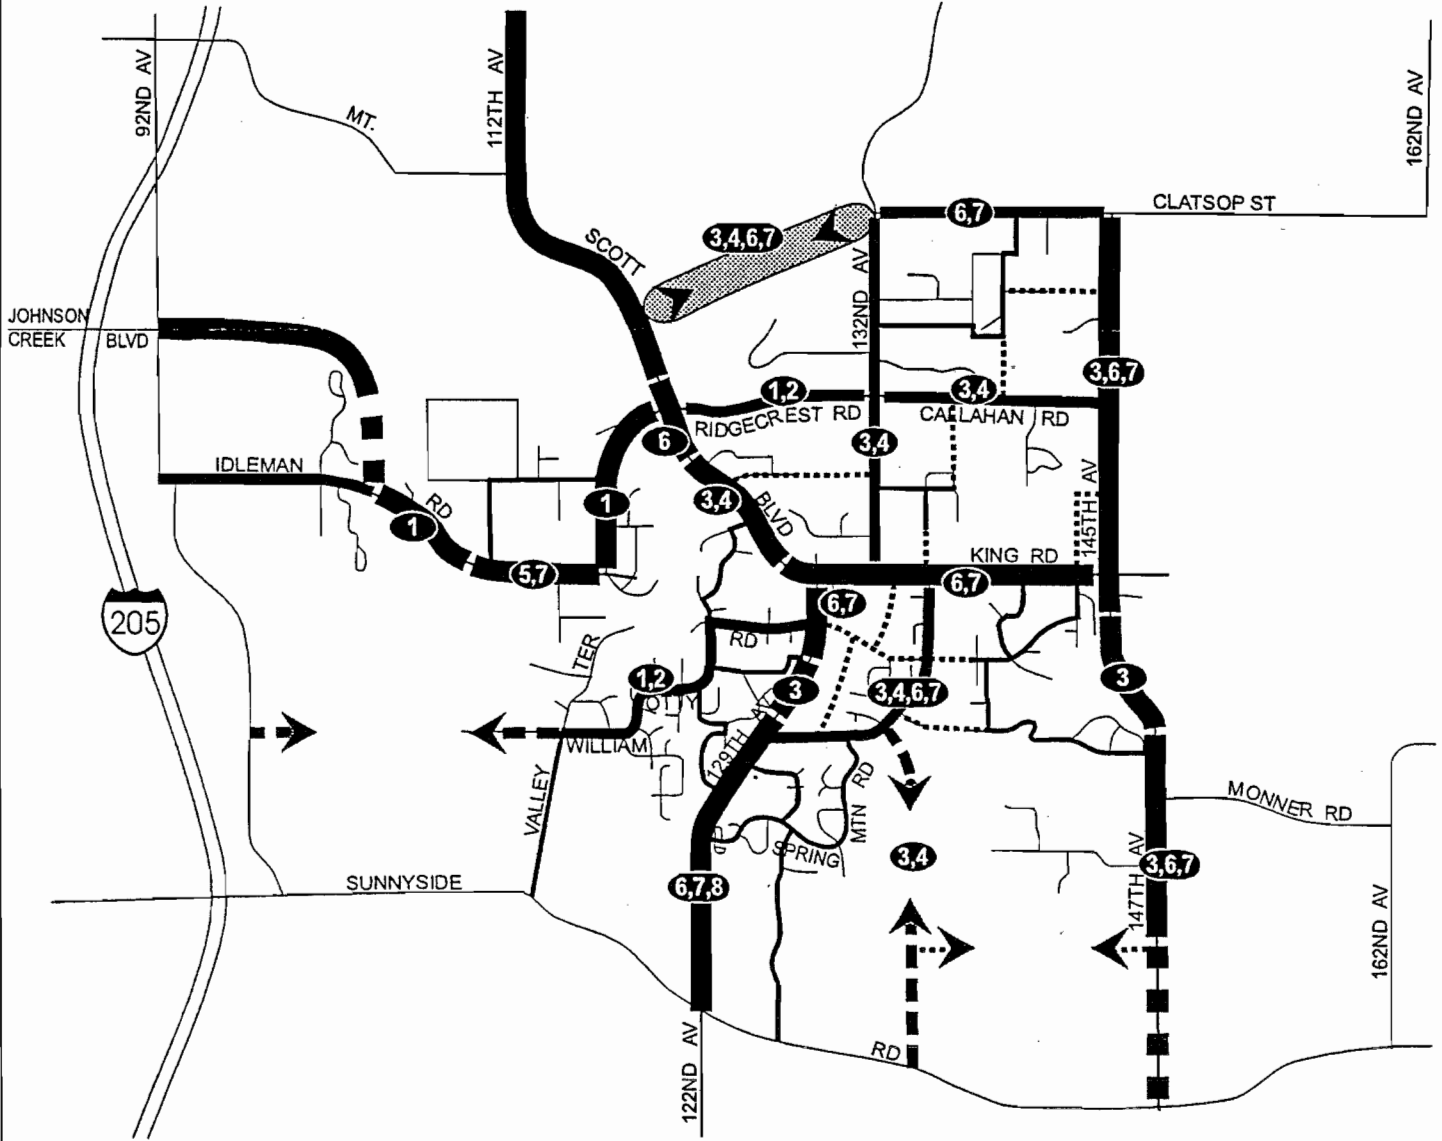 92ND AV
112TH AV
162ND AV
MT.
CLATSOP ST
6,7
3,4,6,7
SCOTT
132ND AV
JOHNSON
CREEK BLVD
3,6,7
1,2
3,4
RIDGECREST RD
CALLAHAN RD
6
3,4
IDLEMAN
RD
1
1
3,4
BLVD
145TH AV
KING RD
5,7
6,7
6,7
205
RD
TER
1,2
3
3,4,6,7
3
OTTY
AV
WILLIAM
129TH
VALLEY
RD
MTN
MONNER RD
SPRING
3,4
147TH AV
3,6,7
SUNNYSIDE
6,7,8
162ND AV
RD
122ND AV